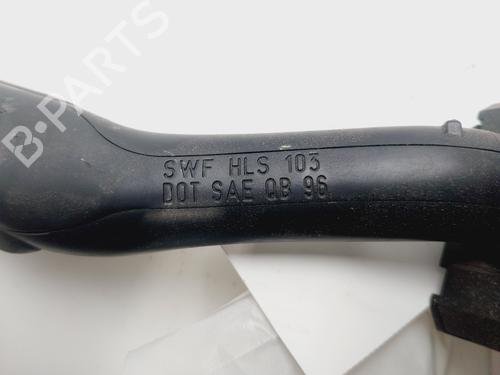 B-PARTS
SWF HLS 103
DOT SAE QB 96